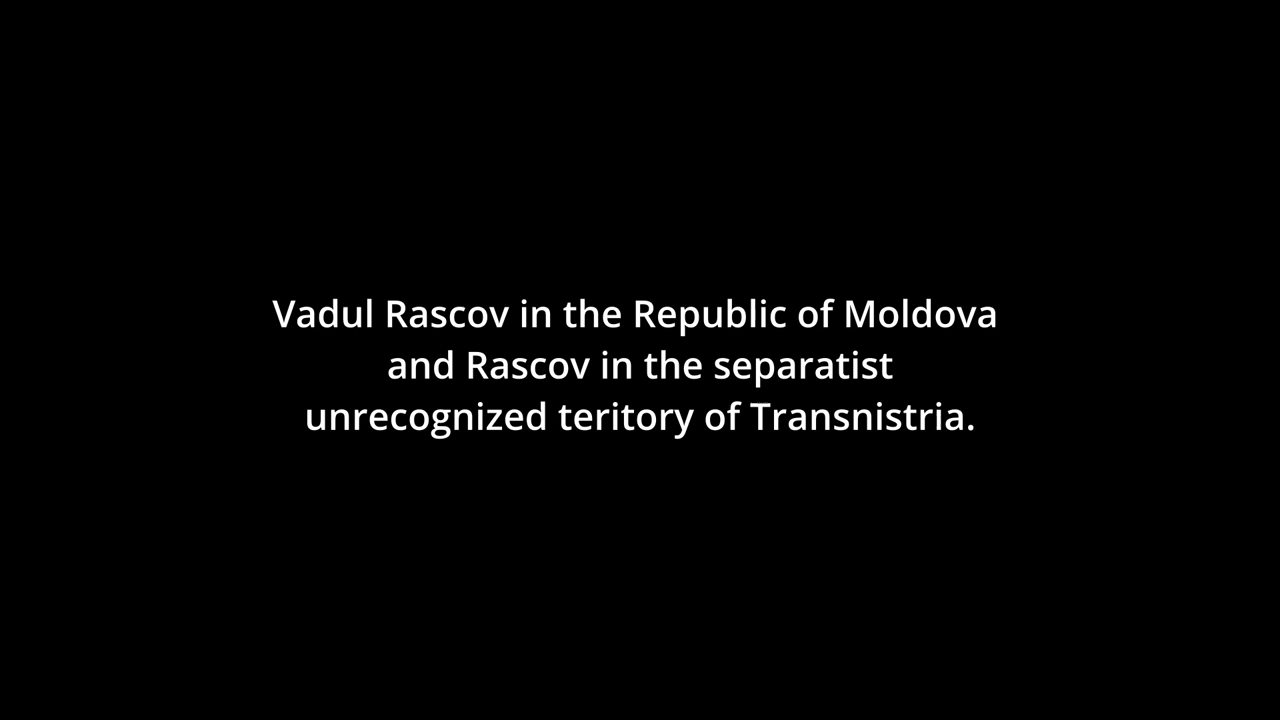 Vadul Rascov in the Republic of Moldova
and Rascov in the separatist
unrecognized teritory of Transnistria.